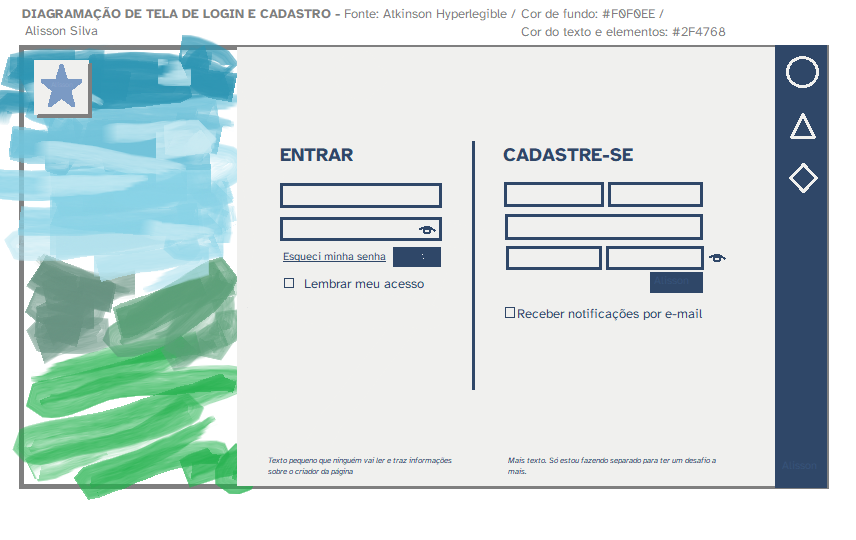 DIAGRAMAÇÃO DE TELA DE LOGIN E CADASTRO - Fonte: Atkinson Hyperlegible / Cor de fundo: #F0F0EE /
Alisson Silva
Cor do texto e elementos: #2F4768
ENTRAR
CADASTRE-SE
Esqueci minha senha
Lembrar meu acesso
Receber notificações por e-mail
Texto pequeno que ninguém vai ler e traz informações
sobre o criador da página
Mais texto. Só estou fazendo separado para ter um desafio a
mais.